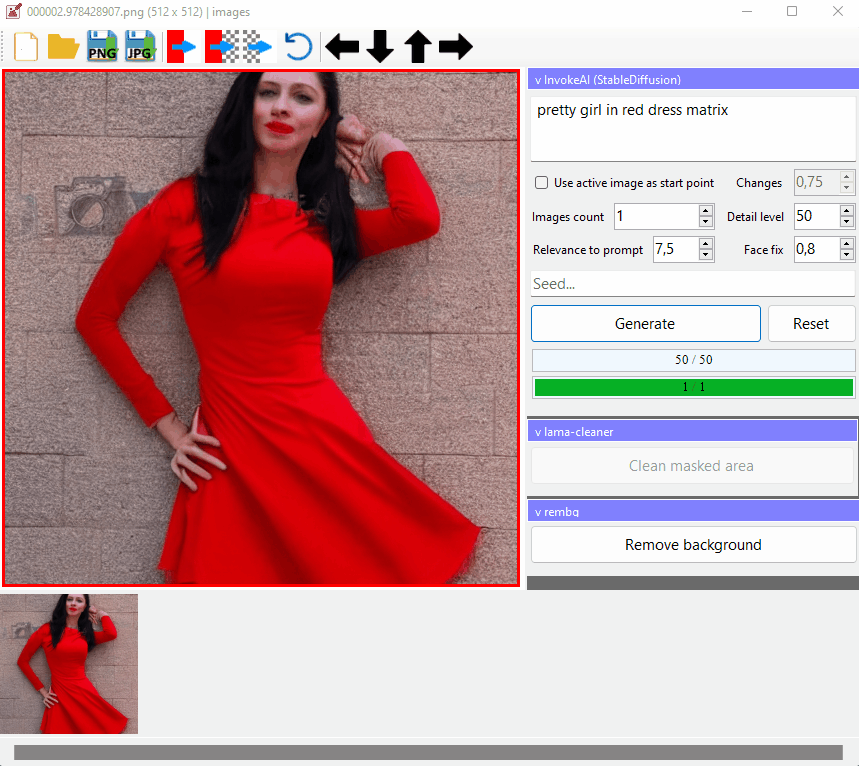 000002.978428907.png (512 x 512) | images
PNG JPG
v InvokeAI (StableDiffusion)
pretty girl in red dress matrix
Use active image as start point Changes 0,75
Images count 1 Detail level 50
Relevance to prompt 7,5 Face fix 0,8
Seed...
Generate Reset
50 / 50
1 / 1
v lama-cleaner
Clean masked area
v rembg
Remove background